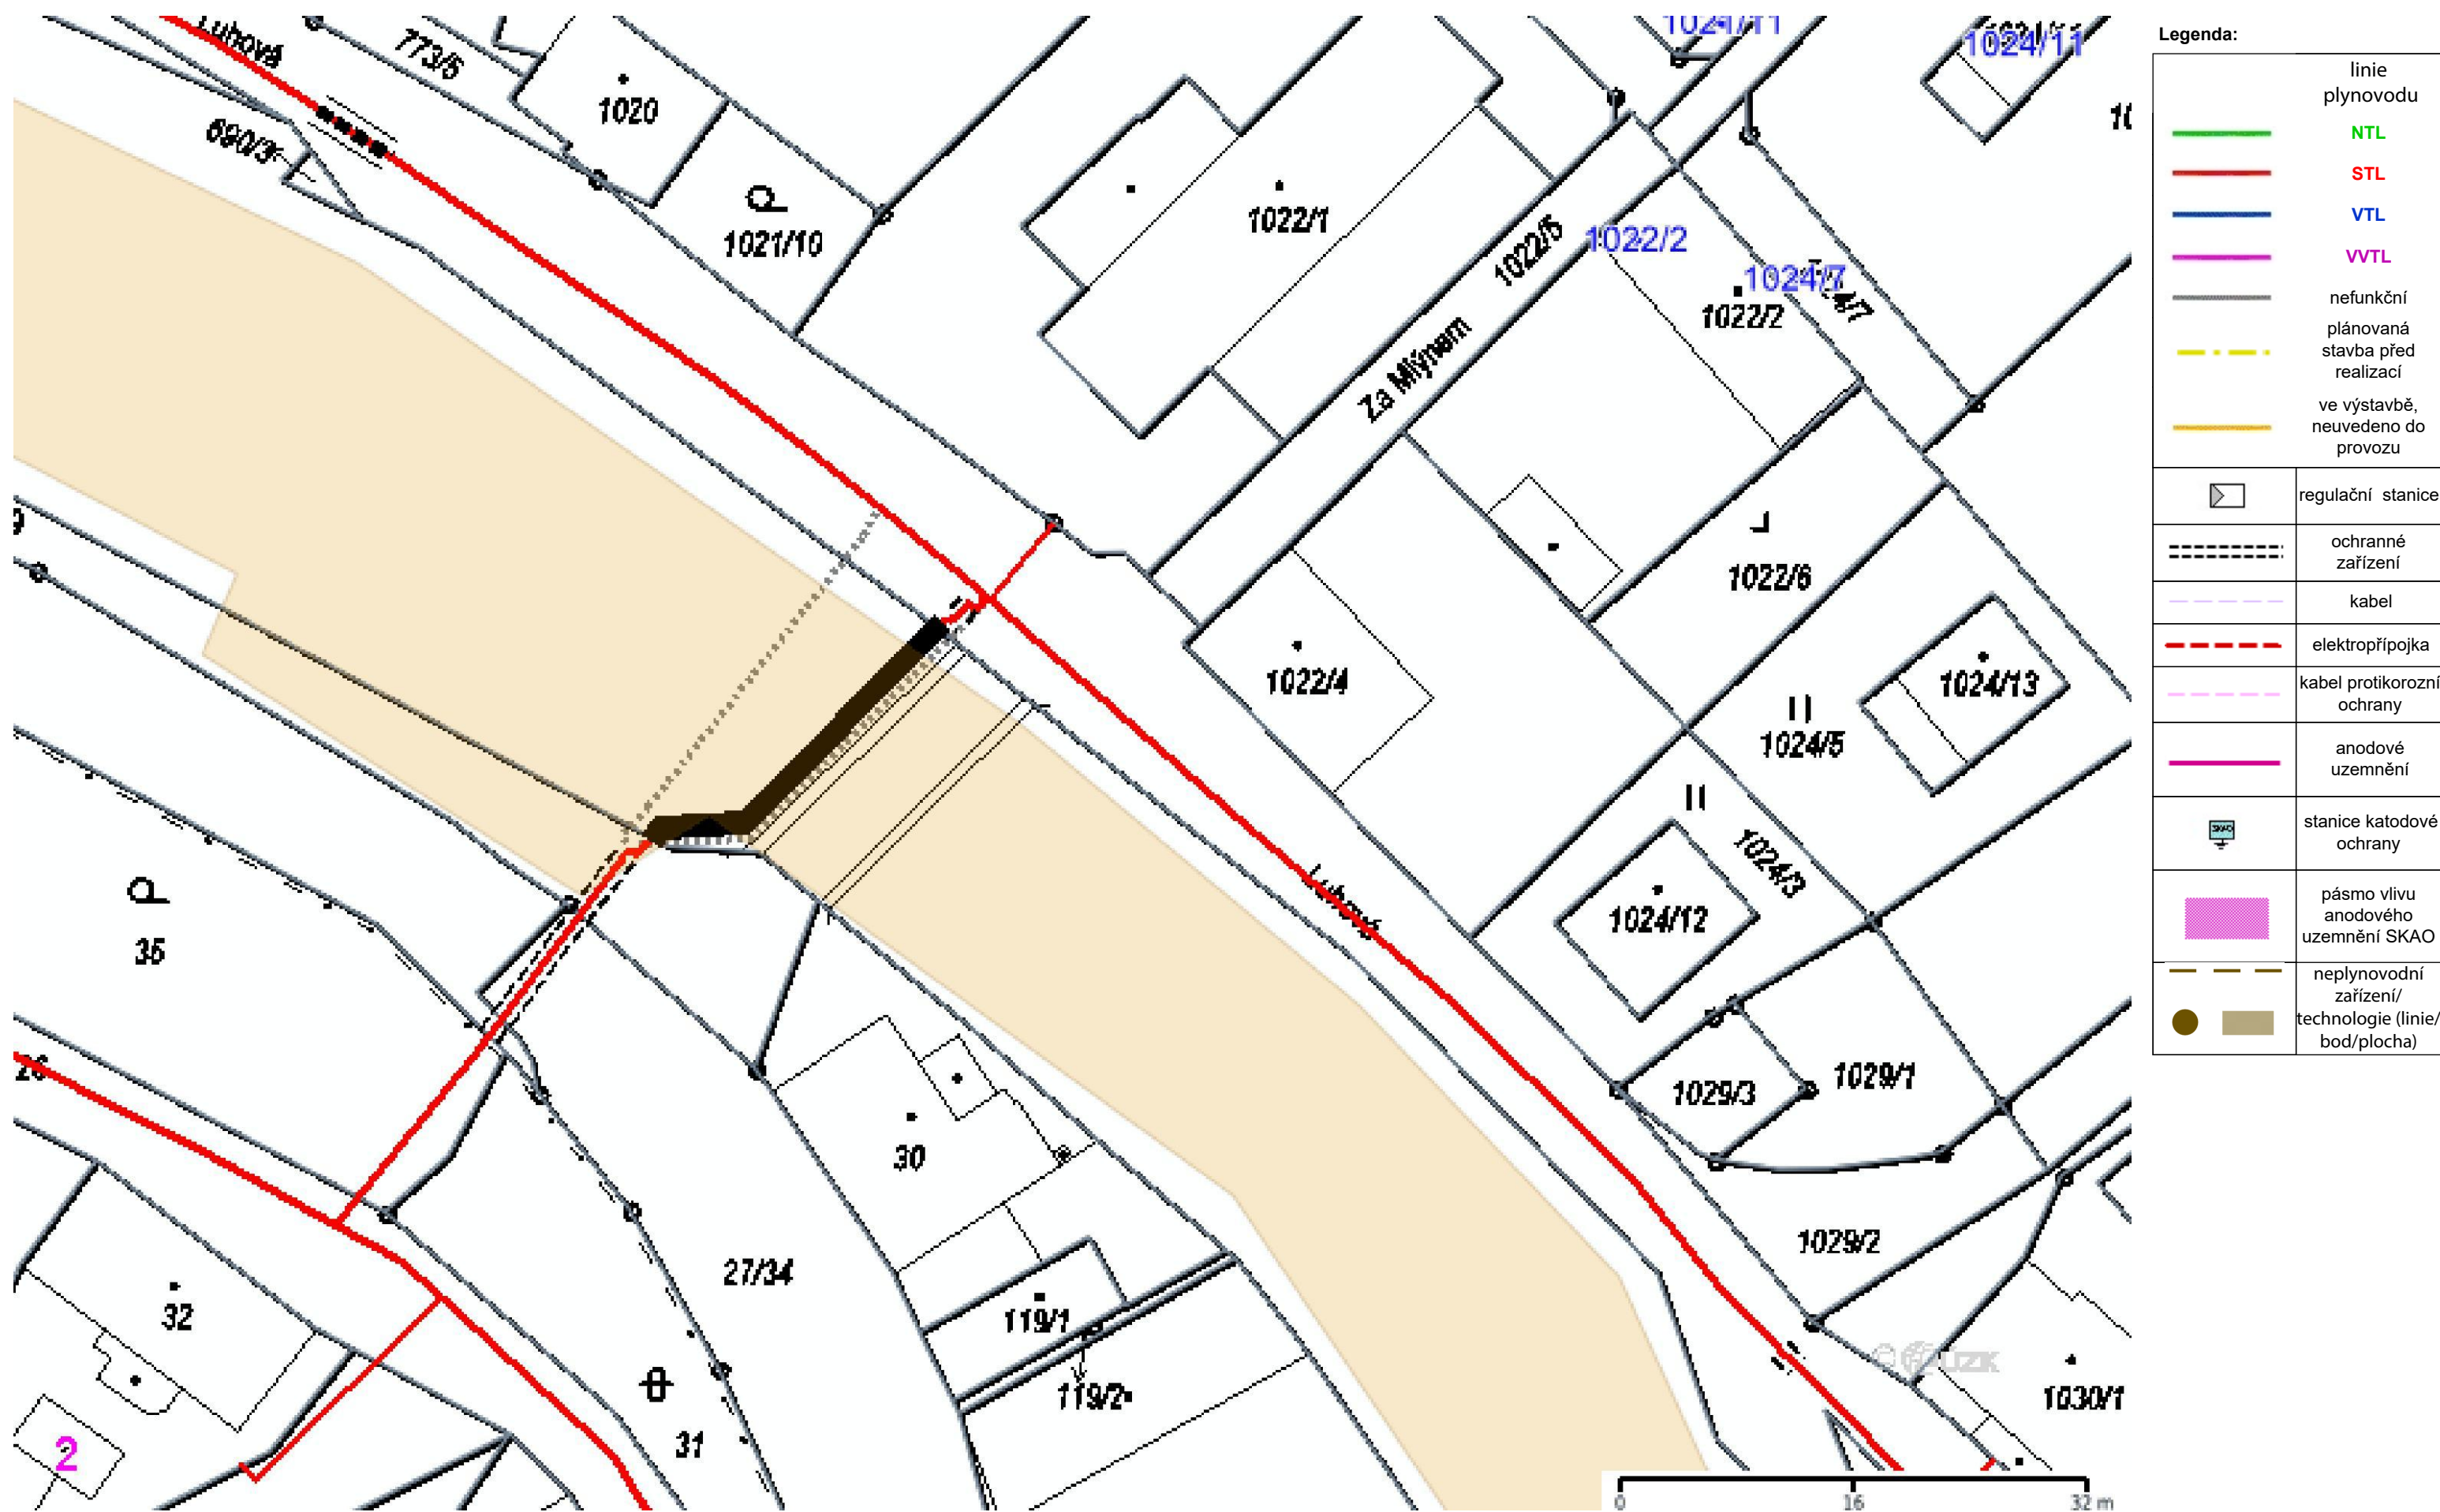 Luhová
773/5
690/3
1020
1021/10
1022/1
1022/5
Za Mlýnem
1021/11
1024/11
1022/2
1024/7
1022/2
1022/6
1022/4
1024/13
1024/5
1024/3
1024/12
Luhová
1029/3
1029/1
1029/2
1030/1
35
26
32
2
31
27/34
30
119/1
119/2
0 16 32 m
Legenda:
linie
plynovodu
NTL
STL
VTL
VVTL
nefunkční
plánovaná
stavba před
realizací
ve výstavbě,
neuvedeno do
provozu
regulační stanice
ochranné
zařízení
kabel
elektropřípojka
kabel protikorozní
ochrany
anodové
uzemnění
SKAO
stanice katodové
ochrany
pásmo vlivu
anodového
uzemnění SKAO
neplynovodní
zařízení/
technologie (linie/
bod/plocha)